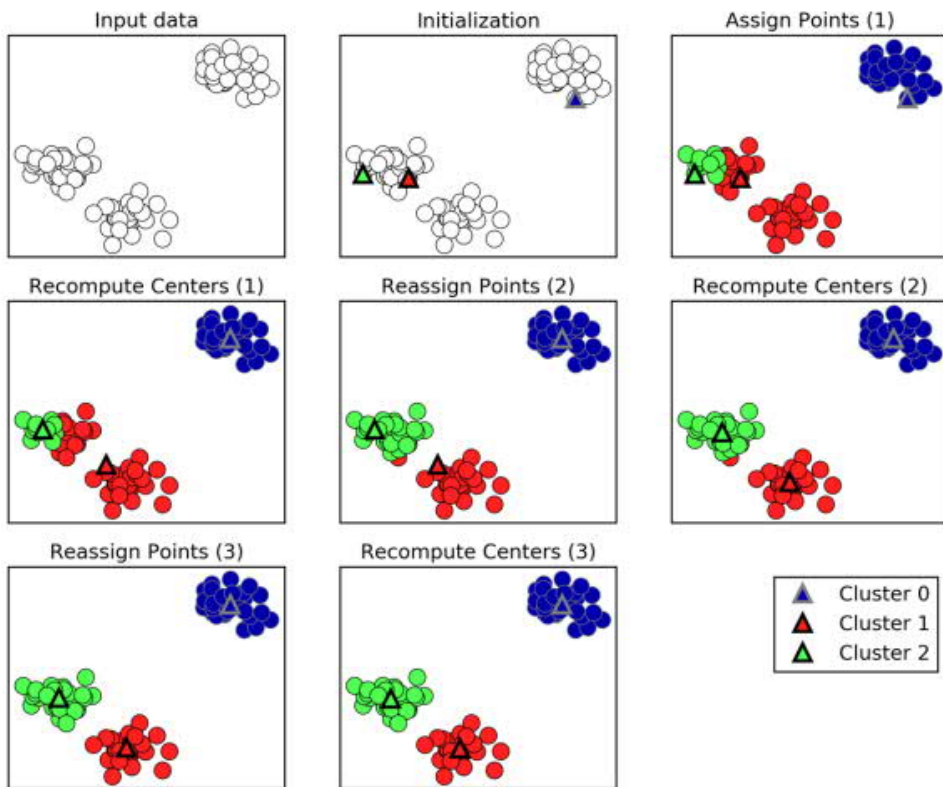 Input data
Initialization
Assign Points (1)
Recompute Centers (1)
Reassign Points (2)
Recompute Centers (2)
Reassign Points (3)
Recompute Centers (3)
Cluster 0
Cluster 1
Cluster 2